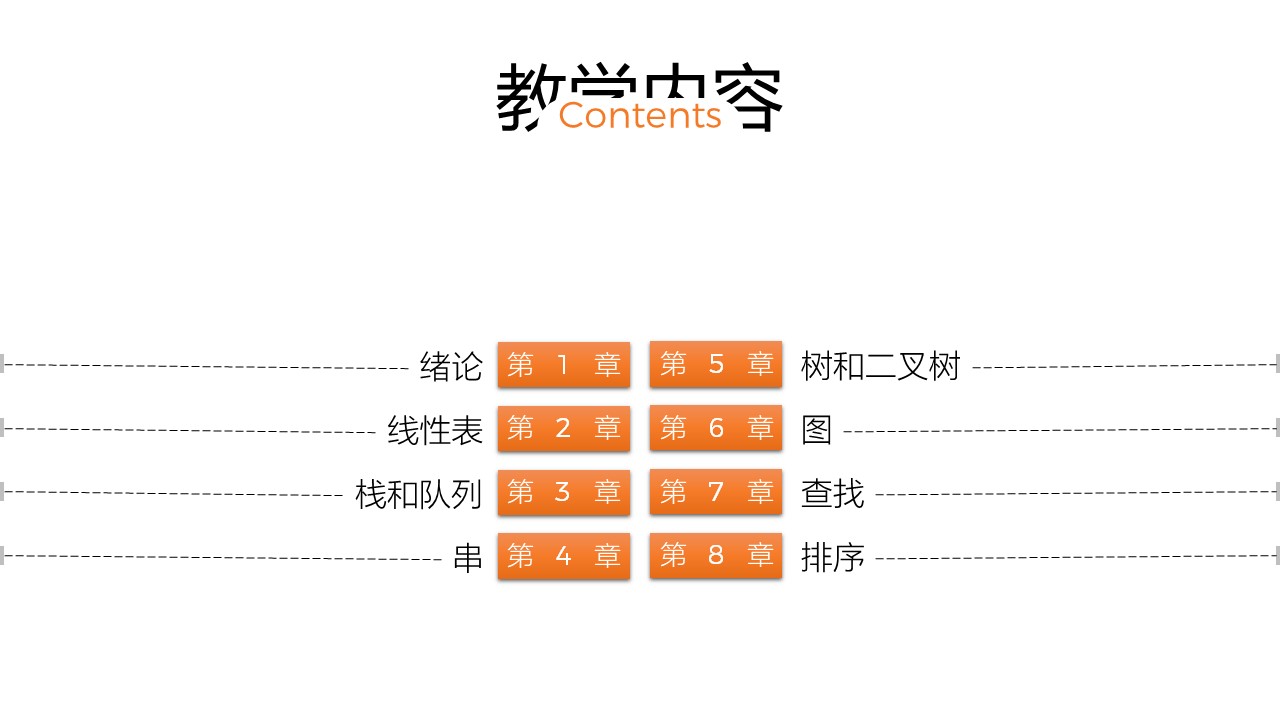 教学内容
Contents
绪论 第 1 章
线性表 第 2 章
栈和队列 第 3 章
串 第 4 章
第 5 章 树和二叉树
第 6 章 图
第 7 章 查找
第 8 章 排序